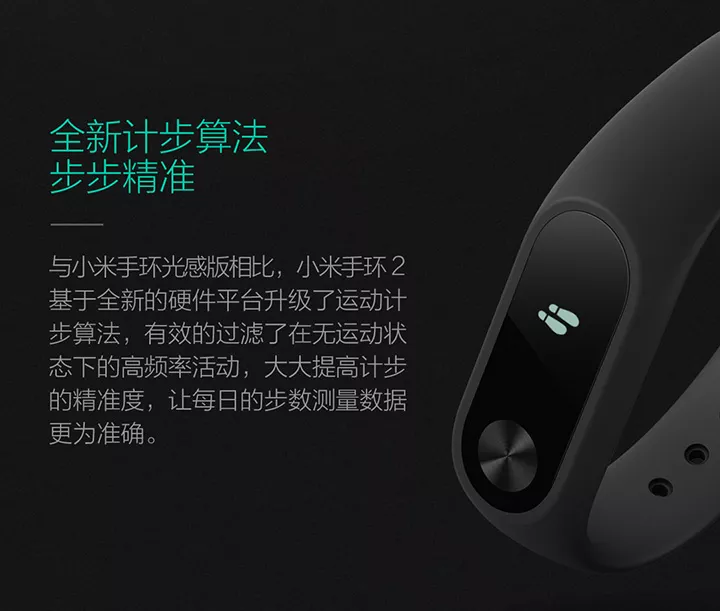 全新计步算法
步步精准
与小米手环光感版相比，小米手环 2
基于全新的硬件平台升级了运动计
步算法，有效的过滤了在无运动状
态下的高频率活动，大大提高计步
的精准度，让每日的步数测量数据
更为准确。